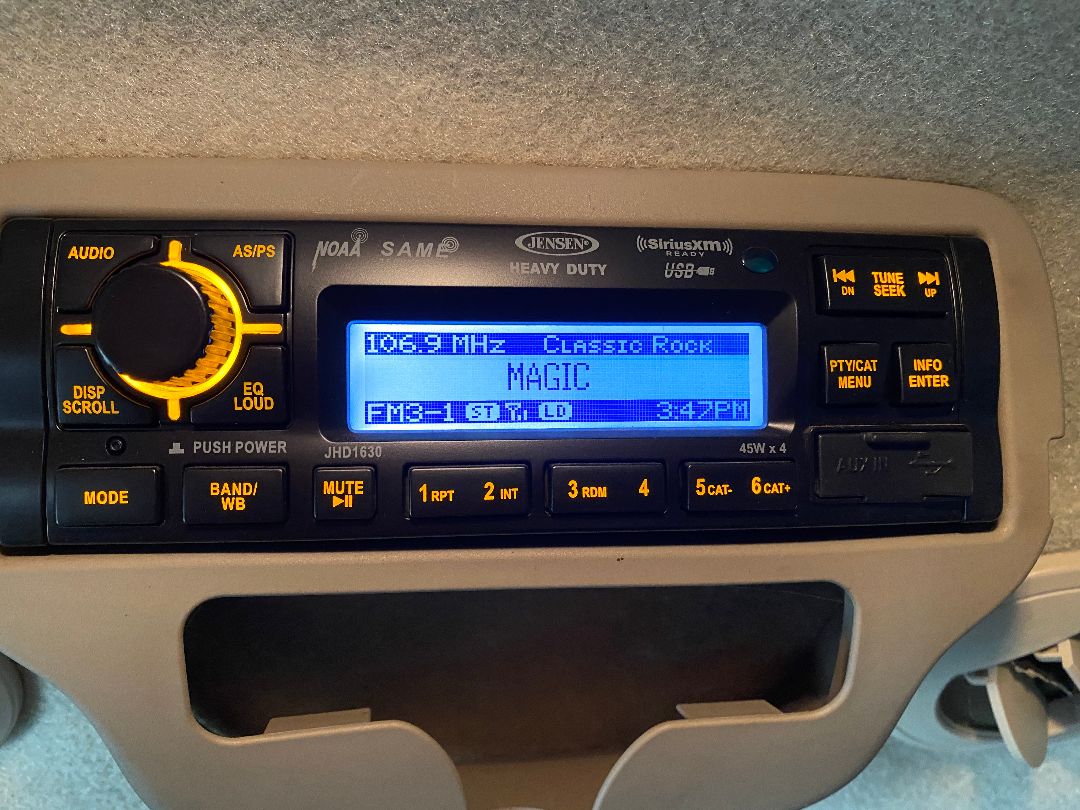 AUDIO
AS/PS
DISP
SCROLL
EQ
LOUD
NOAA
SAME
JENSEN®
HEAVY DUTY
((SiriusXM))
READY
USB
DN
TUNE
SEEK
UP
106.9 MHz Classic Rock
MAGIC
FM3-1 ST LD 3:47PM
PTY/CAT
MENU
INFO
ENTER
PUSH POWER
JHD1630
45W x 4
AUX IN
MODE
BAND/
WB
MUTE
1 RPT 2 INT
3 RDM 4
5 CAT- 6 CAT+